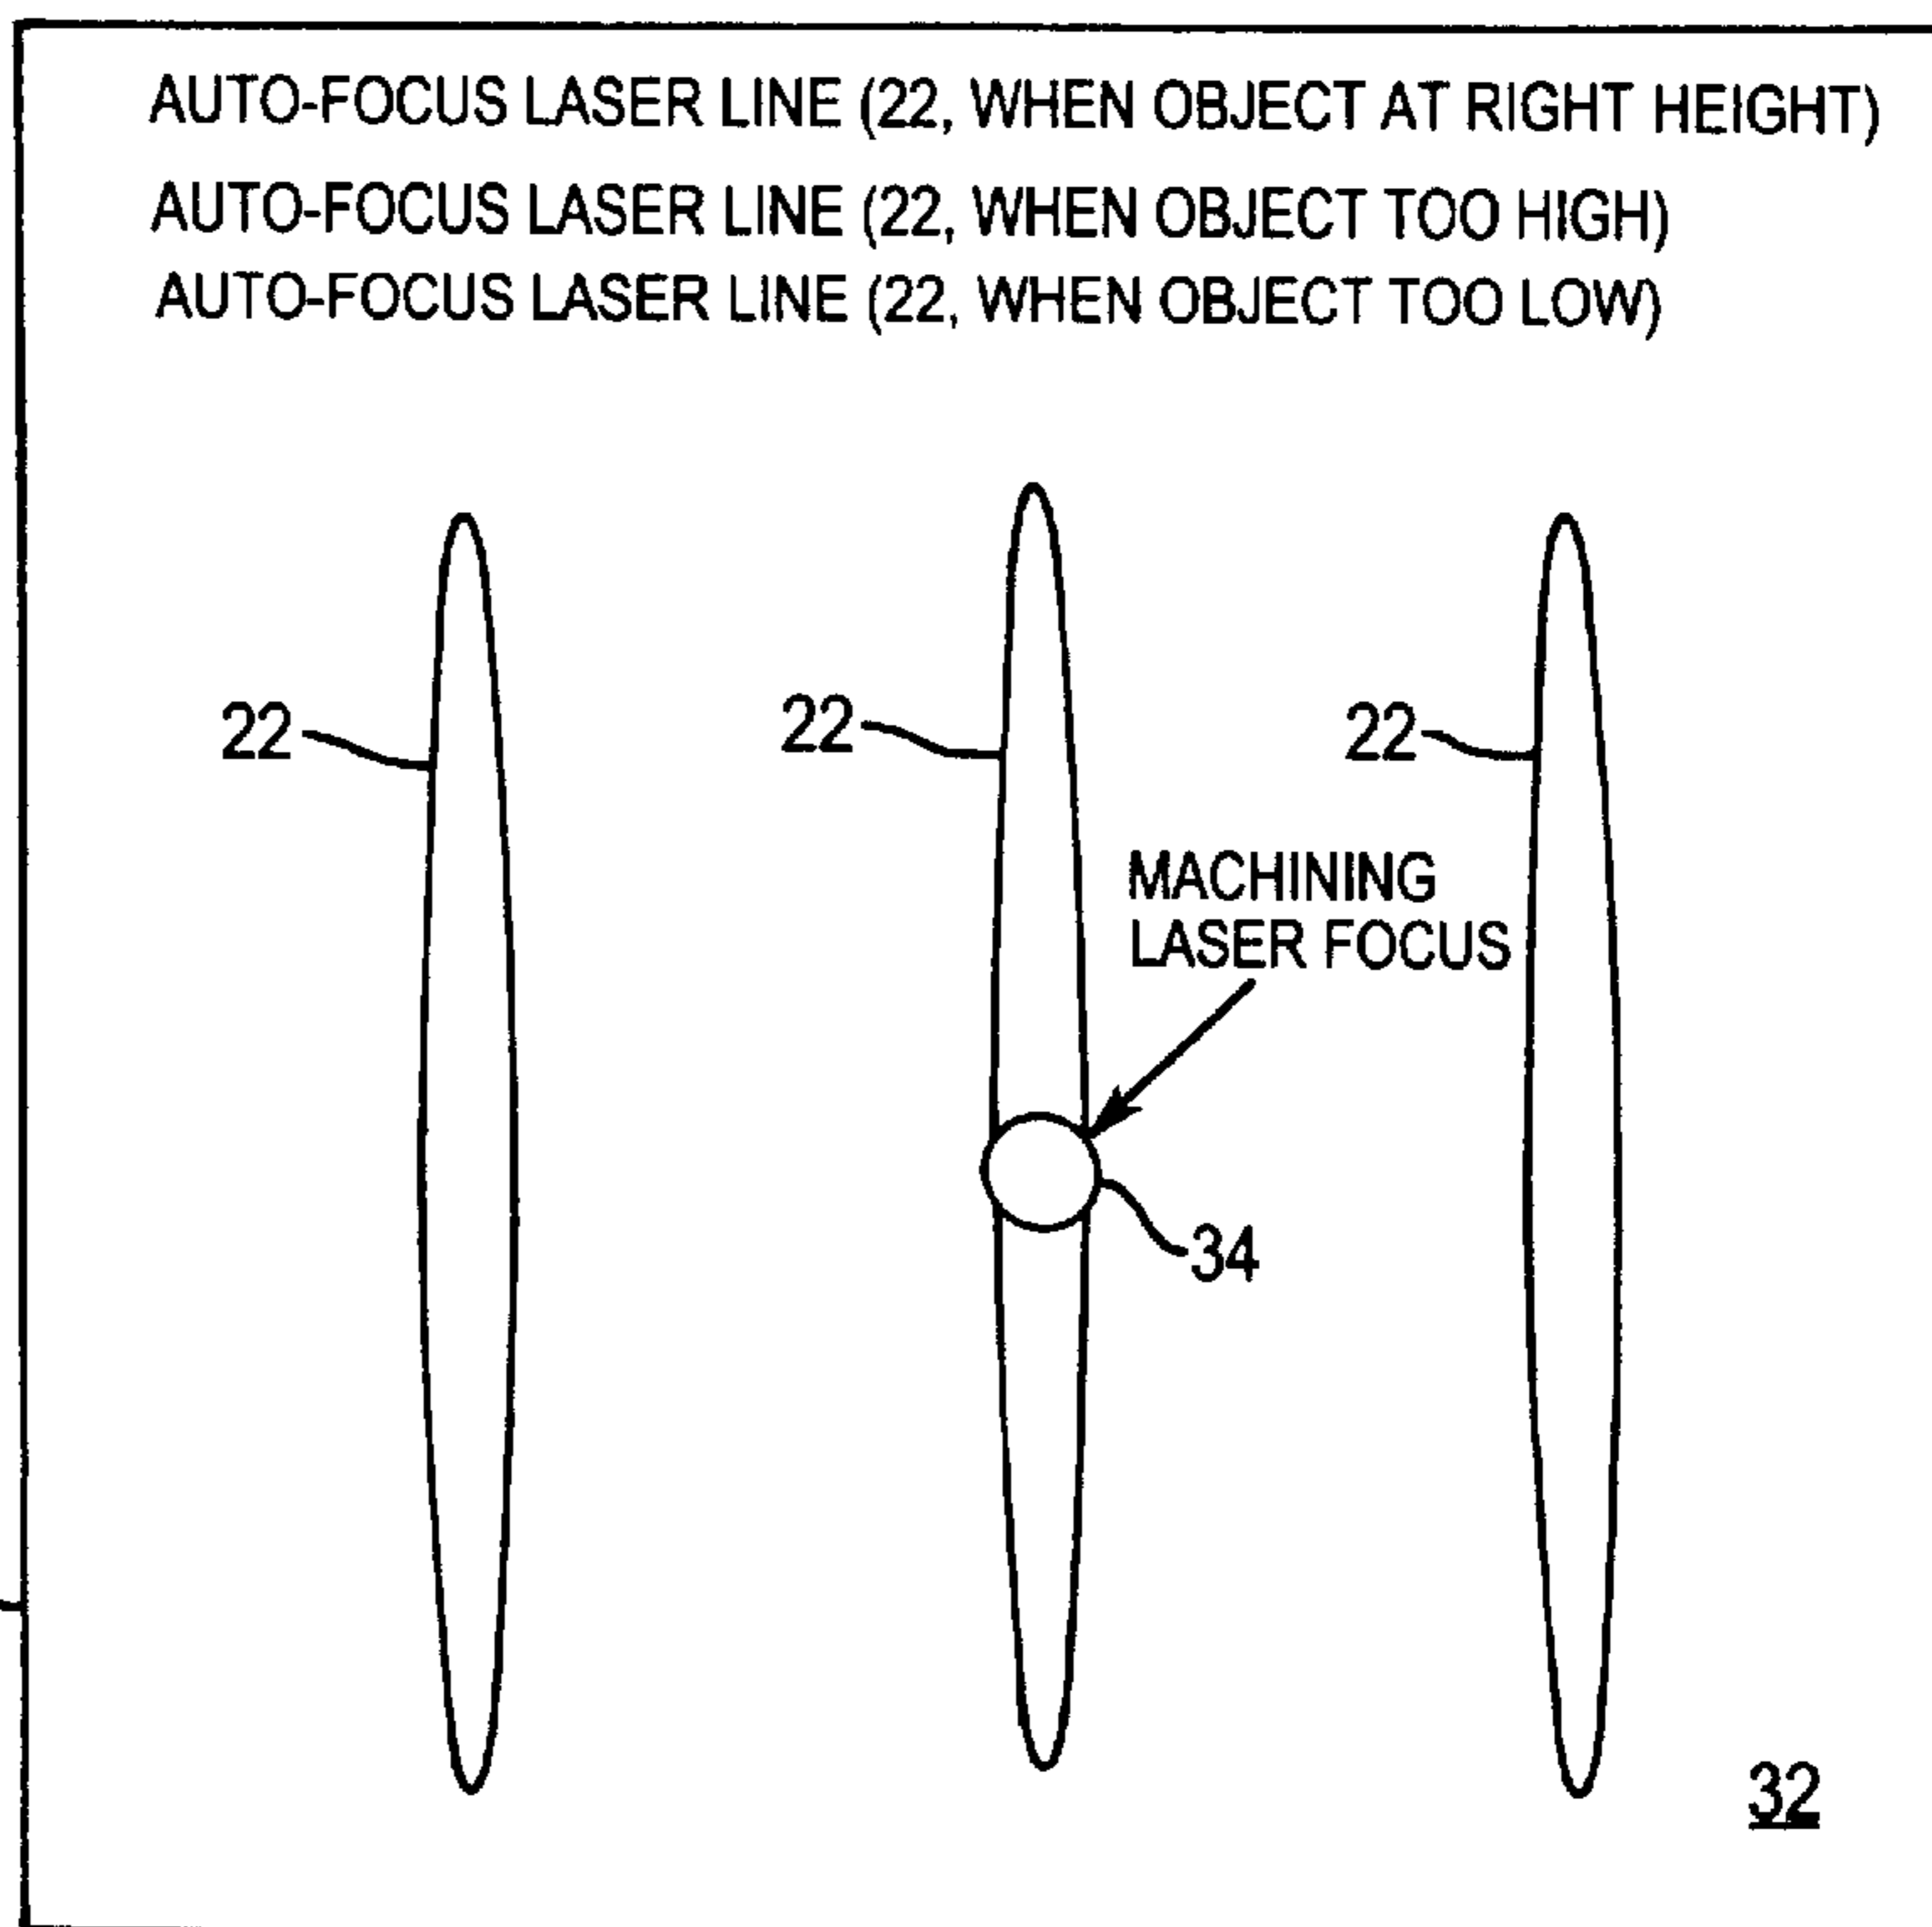 AUTO-FOCUS LASER LINE (22, WHEN OBJECT AT RIGHT HEIGHT)
AUTO-FOCUS LASER LINE (22, WHEN OBJECT TOO HIGH)
AUTO-FOCUS LASER LINE (22, WHEN OBJECT TOO LOW)
22
22
22
MACHINING
LASER FOCUS
34
32